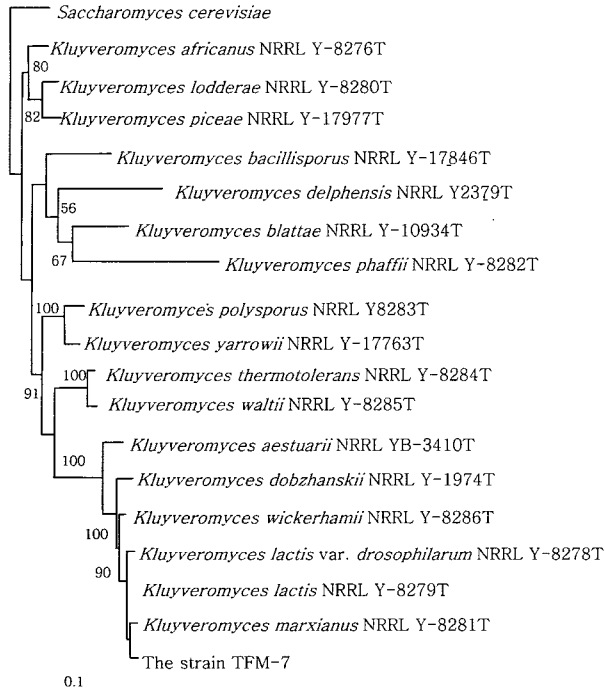 Saccharomyces cerevisiae
Kluyveromyces africanus NRRL Y-8276T
80
Kluyveromyces lodderae NRRL Y-8280T
82
Kluyveromyces piceae NRRL Y-17977T
Kluyveromyces bacillisporus NRRL Y-17846T
Kluyveromyces delphensis NRRL Y2379T
56
Kluyveromyces blattae NRRL Y-10934T
67
Kluyveromyces phaffii NRRL Y-8282T
100
Kluyveromyces polysporus NRRL Y8283T
Kluyveromyces yarrowii NRRL Y-17763T
100
Kluyveromyces thermotolerans NRRL Y-8284T
91
Kluyveromyces waltii NRRL Y-8285T
Kluyveromyces aestuarii NRRL YB-3410T
100
Kluyveromyces dobzhanskii NRRL Y-1974T
Kluyveromyces wickerhamii NRRL Y-8286T
100
Kluyveromyces lactis var. drosophilarum NRRL Y-8278T
90
Kluyveromyces lactis NRRL Y-8279T
Kluyveromyces marxianus NRRL Y-8281T
The strain TFM-7
0.1